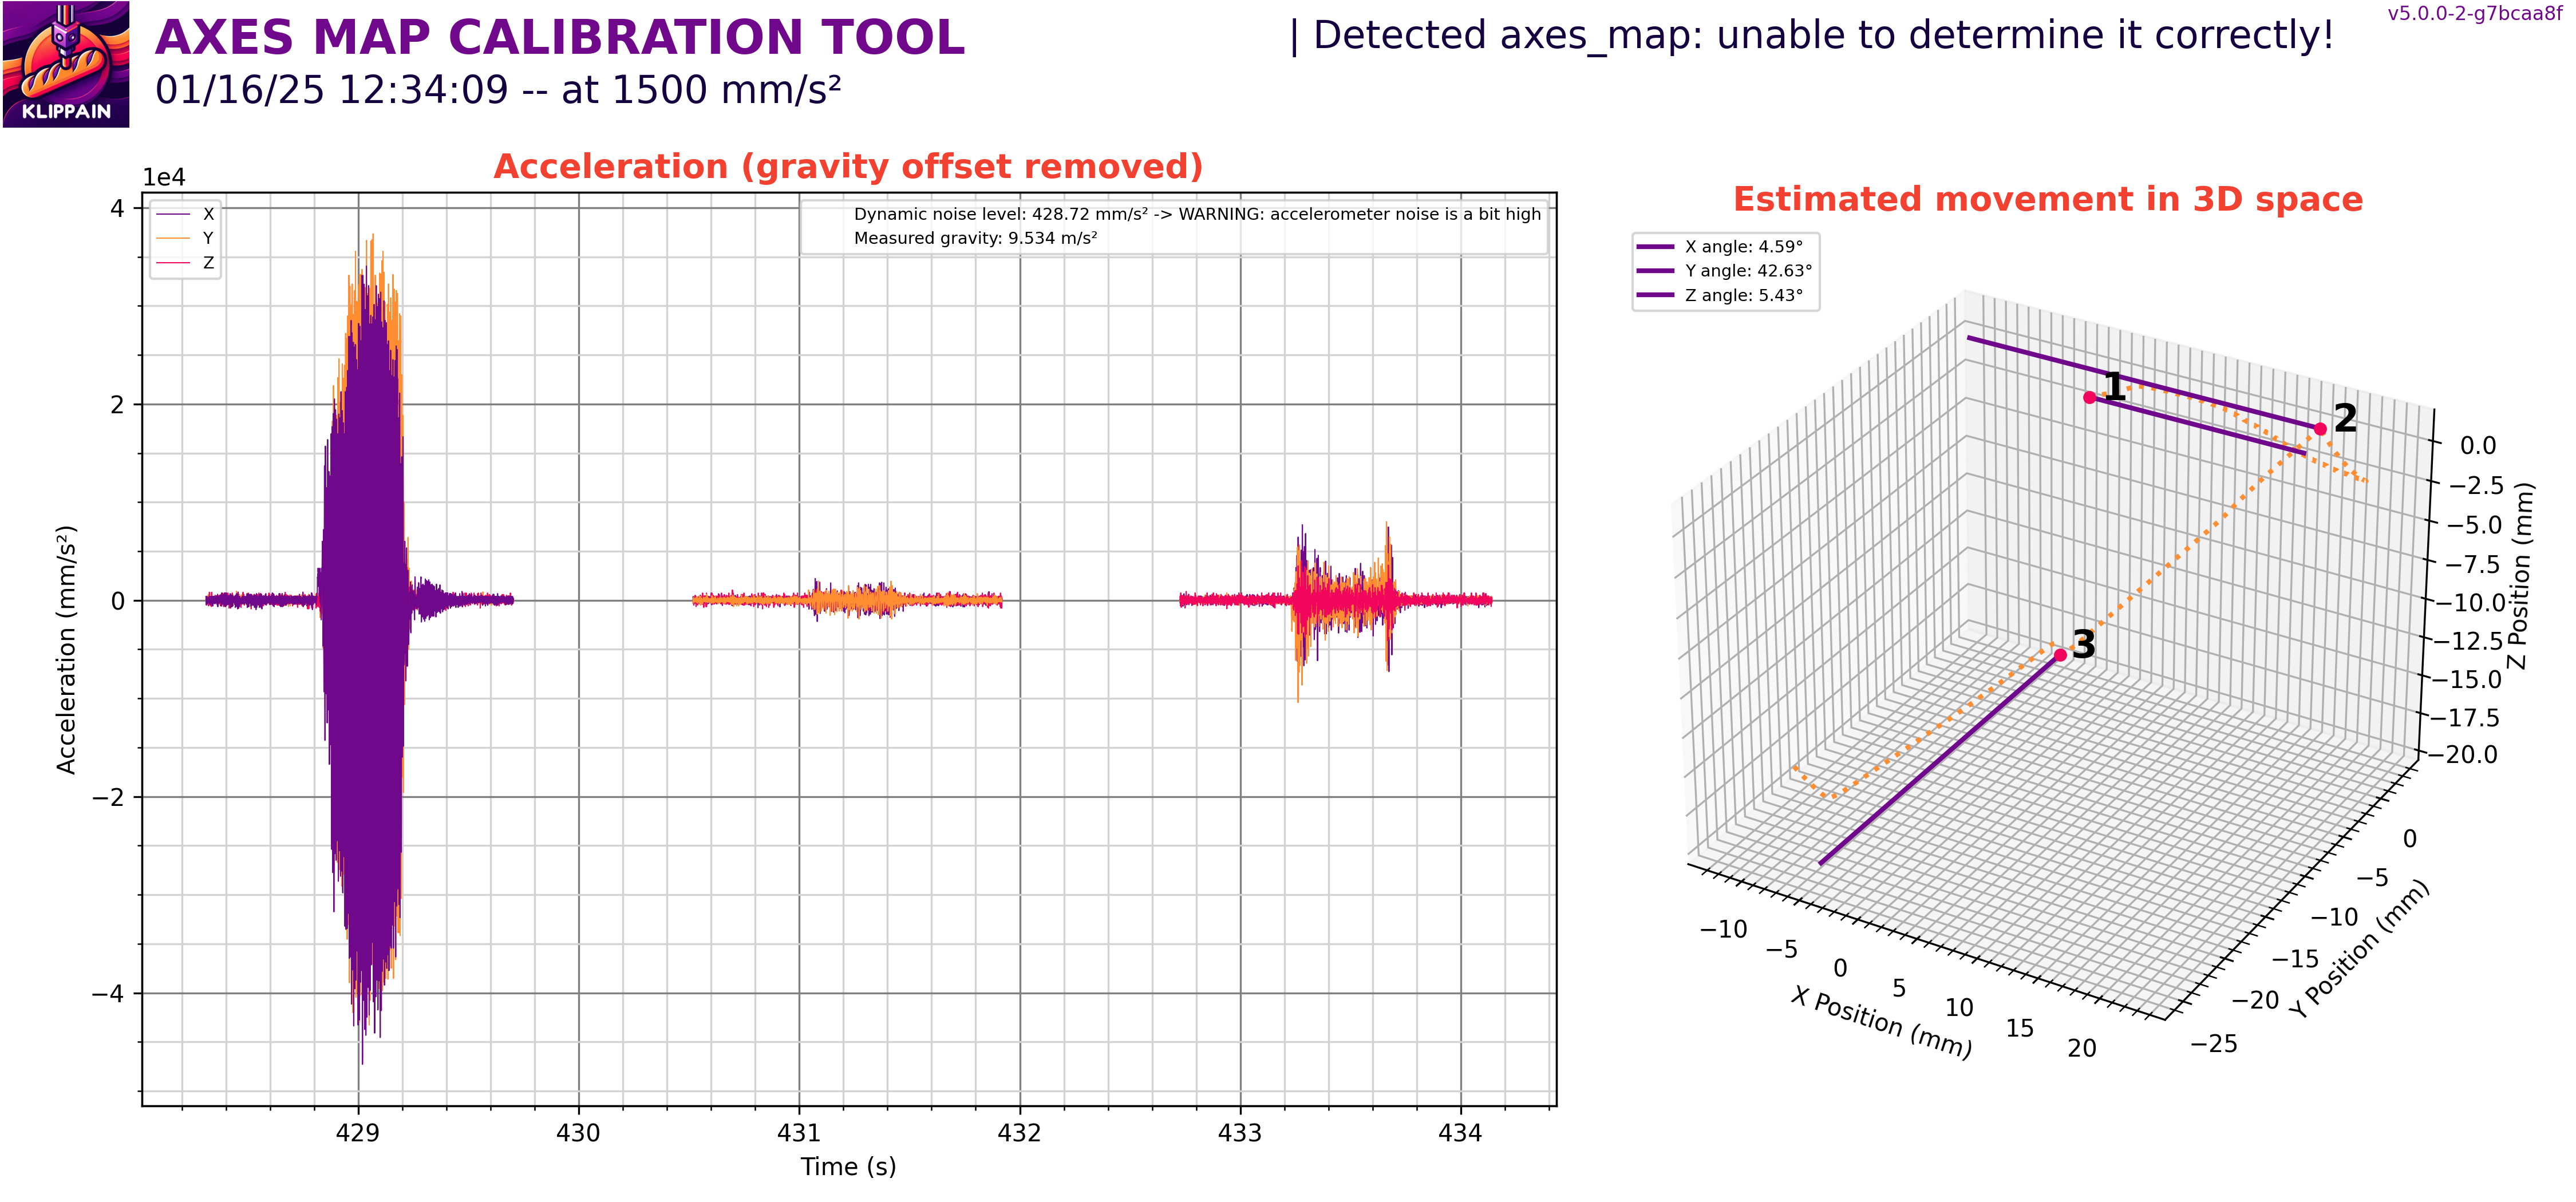 v5.0.0-2-g7bcaa8f
AXES MAP CALIBRATION TOOL
| Detected axes_map: unable to determine it correctly!
01/16/25 12:34:09 -- at 1500 mm/s²
KLIPPAIN
Acceleration (gravity offset removed)
1e4
X
Y
Z
Dynamic noise level: 428.72 mm/s² -> WARNING: accelerometer noise is a bit high
Measured gravity: 9.534 m/s²
4
2
0
−2
−4
Acceleration (mm/s²)
429
430
431
432
433
434
Time (s)
Estimated movement in 3D space
X angle: 4.59°
Y angle: 42.63°
Z angle: 5.43°
1
2
3
0.0
−2.5
−5.0
−7.5
−10.0
−12.5
−15.0
−17.5
−20.0
Z Position (mm)
0
−5
−10
−15
−20
−25
Y Position (mm)
−10
−5
0
5
10
15
20
X Position (mm)